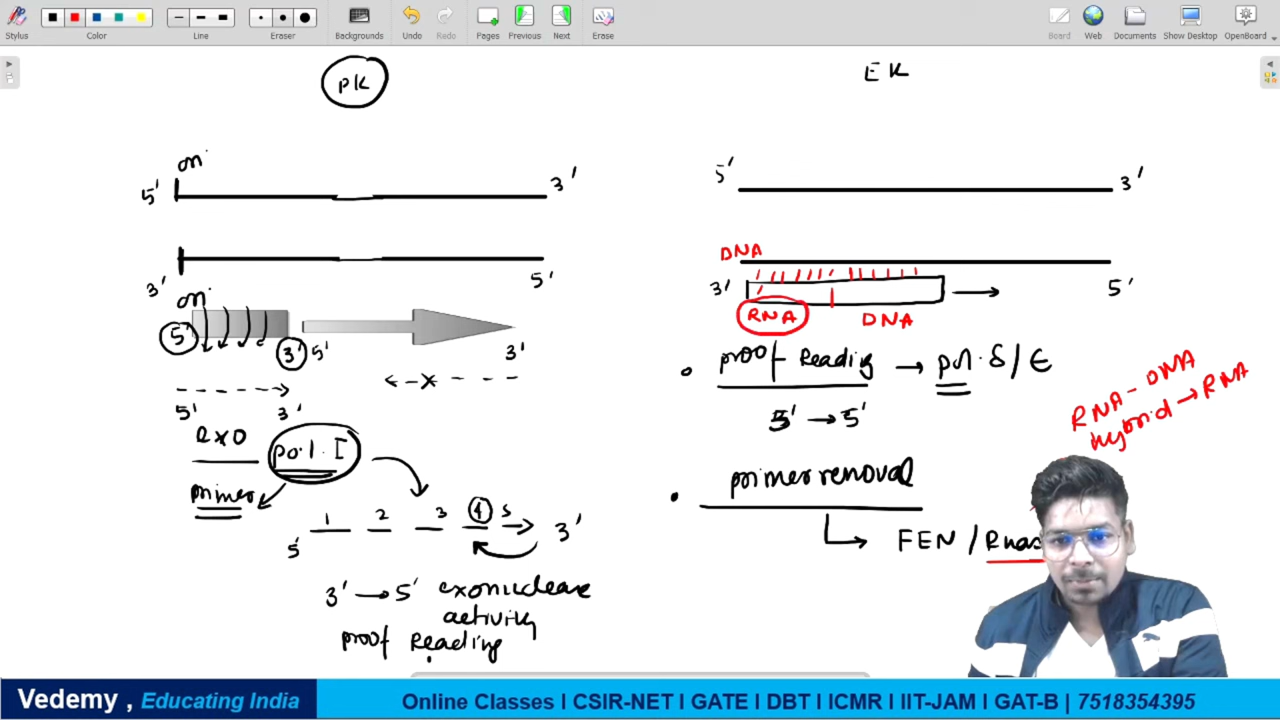 Stylus
Color
Line
Eraser
Backgrounds
Undo
Redo
Pages
Previous
Next
Erase
Board
Web
Documents
Show Desktop
OpenBoard
PK
EK
ori
5'
3'
5'
3'
3'
5'
DNA
ori
3'
5'
RNA
DNA
5'
3'
5'
3'
proof Reading → pol. δ/ε
3' → 5'
RNA - DNA
hybrid → RNA
5'
3'
exo
pol. I
primer
primer removal
1 2 3 4 5
5'
3'
FEN /
3' → 5' exonuclease
activity
proof Reading
Vedemy , Educating India
Online Classes I CSIR-NET I GATE I DBT I ICMR I IIT-JAM I GAT-B I 7518354395